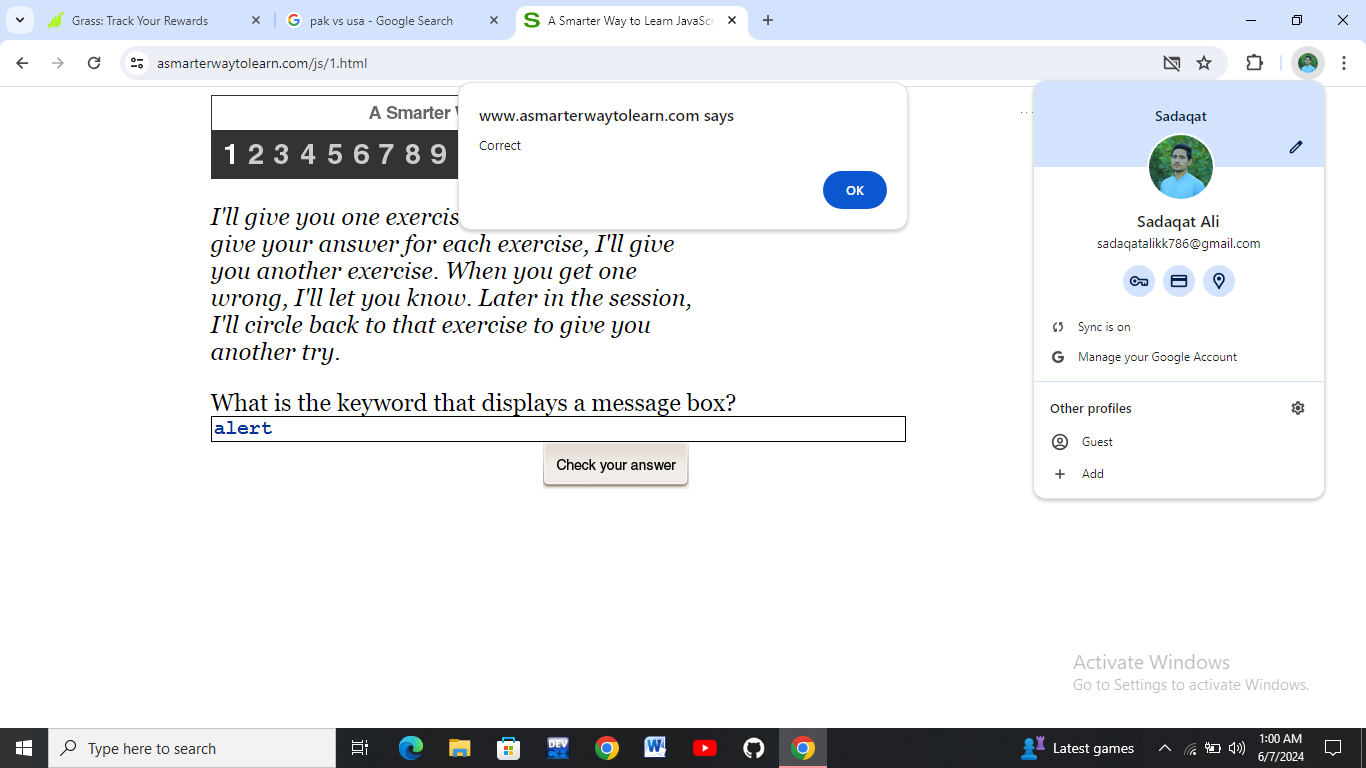 Grass: Track Your Rewards
pak vs usa - Google Search
A Smarter Way to Learn JavaScr
asmarterwaytolearn.com/js/1.html
A Smarter
1 2 3 4 5 6 7 8 9
www.asmarterwaytolearn.com says
Correct
OK
I'll give you one
give your answer for each exercise, I'll give
you another exercise. When you get one
wrong, I'll let you know. Later in the session,
I'll circle back to that exercise to give you
another try.
What is the keyword that displays a message box?
alert
Check your answer
Sadaqat
Sadaqat Ali
sadaqatalikk786@gmail.com
Sync is on
Manage your Google Account
Other profiles
Guest
Add
Activate Windows
Go to Settings to activate Windows.
Type here to search
DEV
Latest games
1:00 AM
6/7/2024